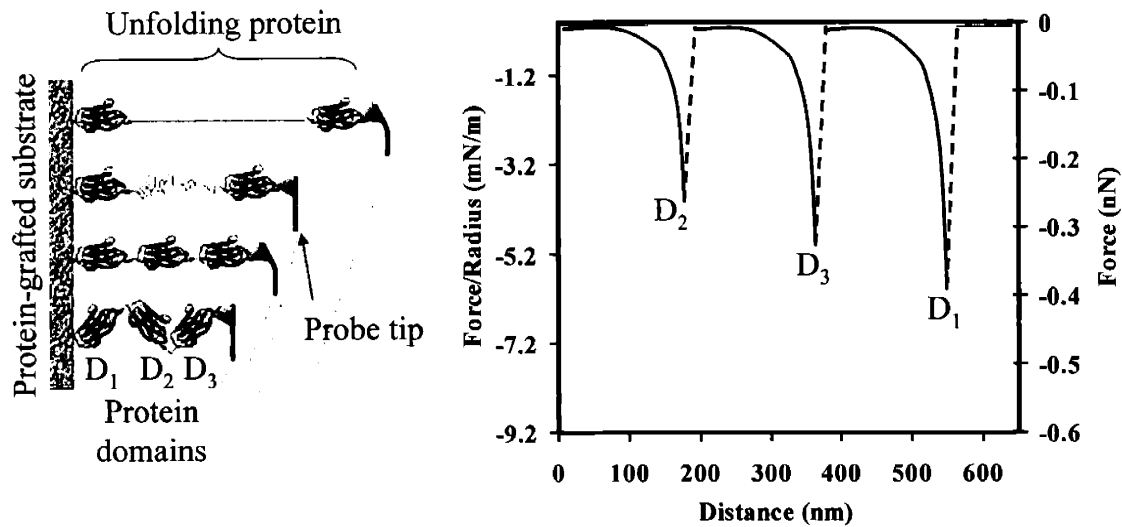 Unfolding protein
Protein-grafted substrate
Probe tip
D1 D2 D3
Protein
domains
Force/Radius (mN/m)
-1.2
-3.2
-5.2
-7.2
-9.2
D2
D3
D1
0
-0.1
-0.2
-0.3
-0.4
-0.5
-0.6
Force (nN)
0 100 200 300 400 500 600
Distance (nm)